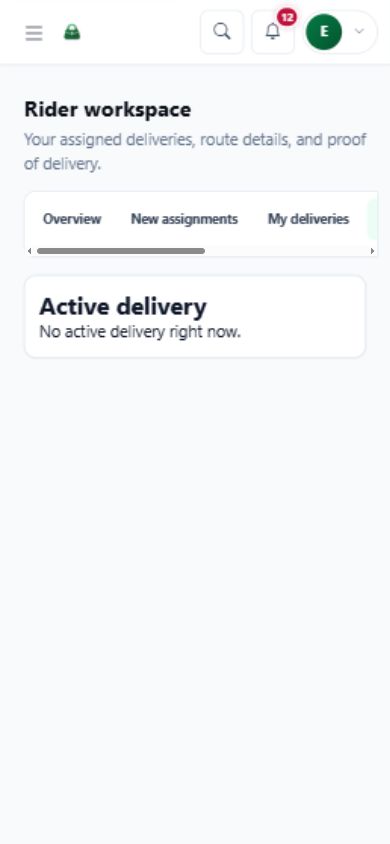 12
E
Rider workspace
Your assigned deliveries, route details, and proof
of delivery.
Overview New assignments My deliveries
Active delivery
No active delivery right now.